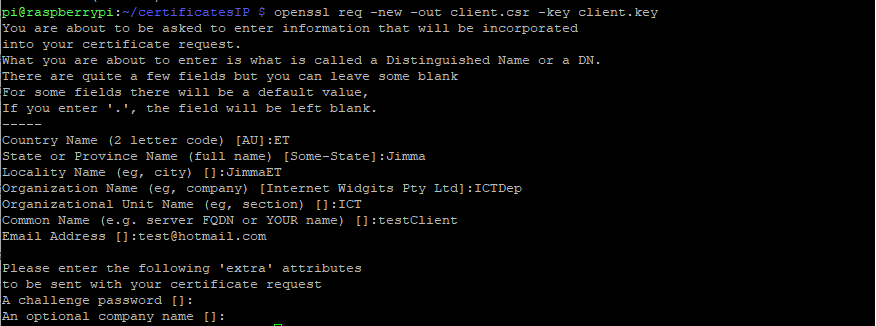 pi@raspberrypi:~/certificatesIP $ openssl req -new -out client.csr -key client.key
You are about to be asked to enter information that will be incorporated
into your certificate request.
What you are about to enter is what is called a Distinguished Name or a DN.
There are quite a few fields but you can leave some blank
For some fields there will be a default value,
If you enter '.', the field will be left blank.
-----
Country Name (2 letter code) [AU]:ET
State or Province Name (full name) [Some-State]:Jimma
Locality Name (eg, city) []:JimmaET
Organization Name (eg, company) [Internet Widgits Pty Ltd]:ICTDep
Organizational Unit Name (eg, section) []:ICT
Common Name (e.g. server FQDN or YOUR name) []:testClient
Email Address []:test@hotmail.com
Please enter the following 'extra' attributes
to be sent with your certificate request
A challenge password []:
An optional company name []: